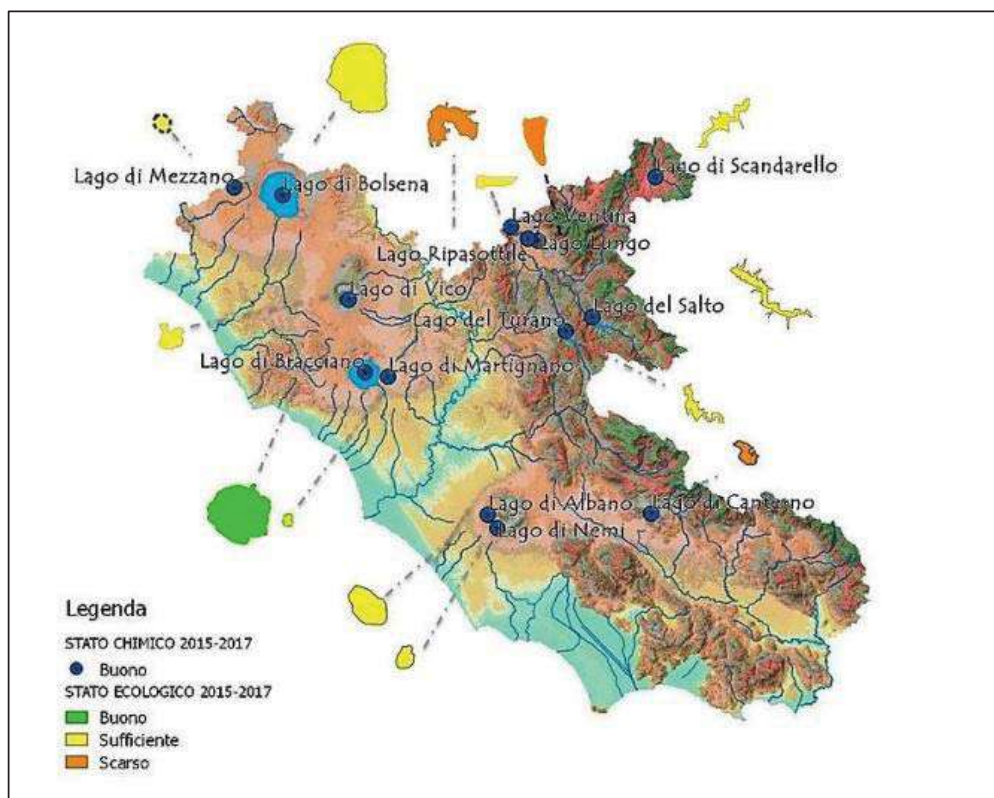 Lago di Mezzano
Lago di Bolsena
Lago di Scandarello
Lago Ventina
Lago Lungo
Lago Ripasottile
Lago di Vico
Lago del Salto
Lago del Turano
Lago di Bracciano
Lago di Martignano
Lago di Albano
Lago di Canterno
Lago di Nemi
Legenda
STATO CHIMICO 2015-2017
Buono
STATO ECOLOGICO 2015-2017
Buono
Sufficiente
Scarso